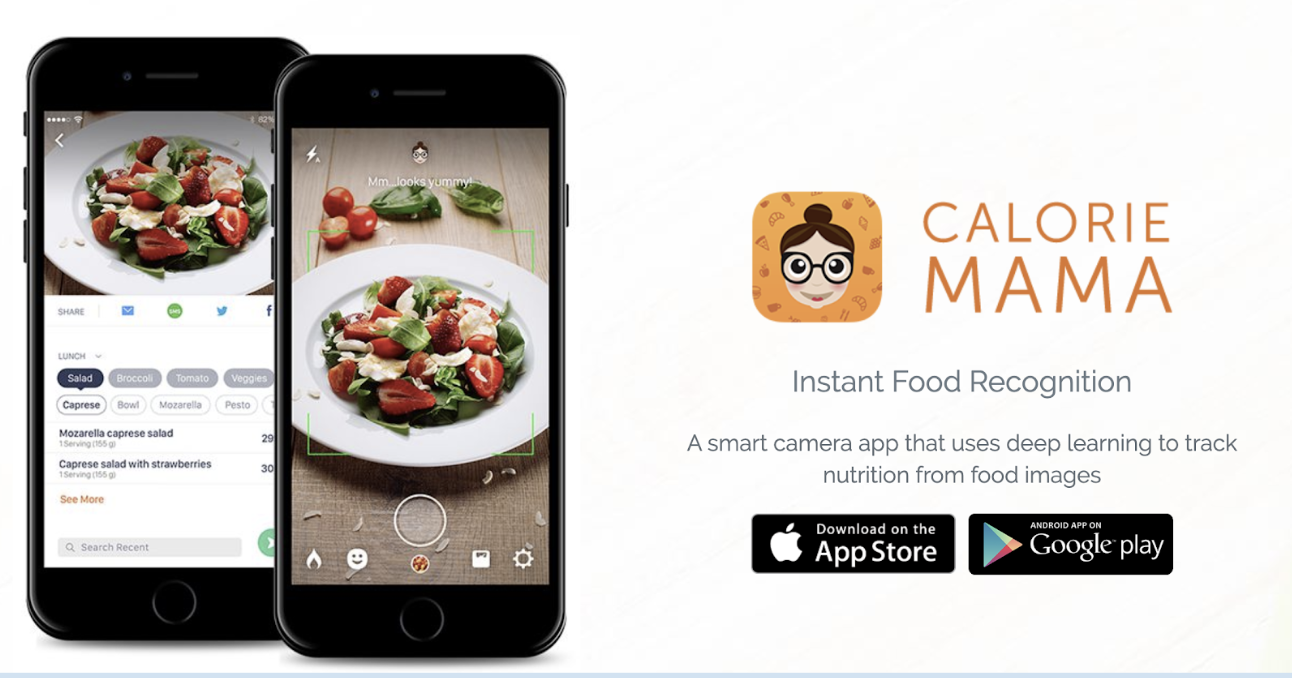 82%
Mm...looks yummy!
SHARE
SMS
LUNCH
Salad Broccoli Tomato Veggies
Caprese Bowl Mozarella Pesto
Mozarella caprese salad 29
1 Serving (155 g)
Caprese salad with strawberries 30
1 Serving (155 g)
See More
Search Recent
CALORIE
MAMA
Instant Food Recognition
A smart camera app that uses deep learning to track
nutrition from food images
Download on the
App Store
ANDROID APP ON
Google play